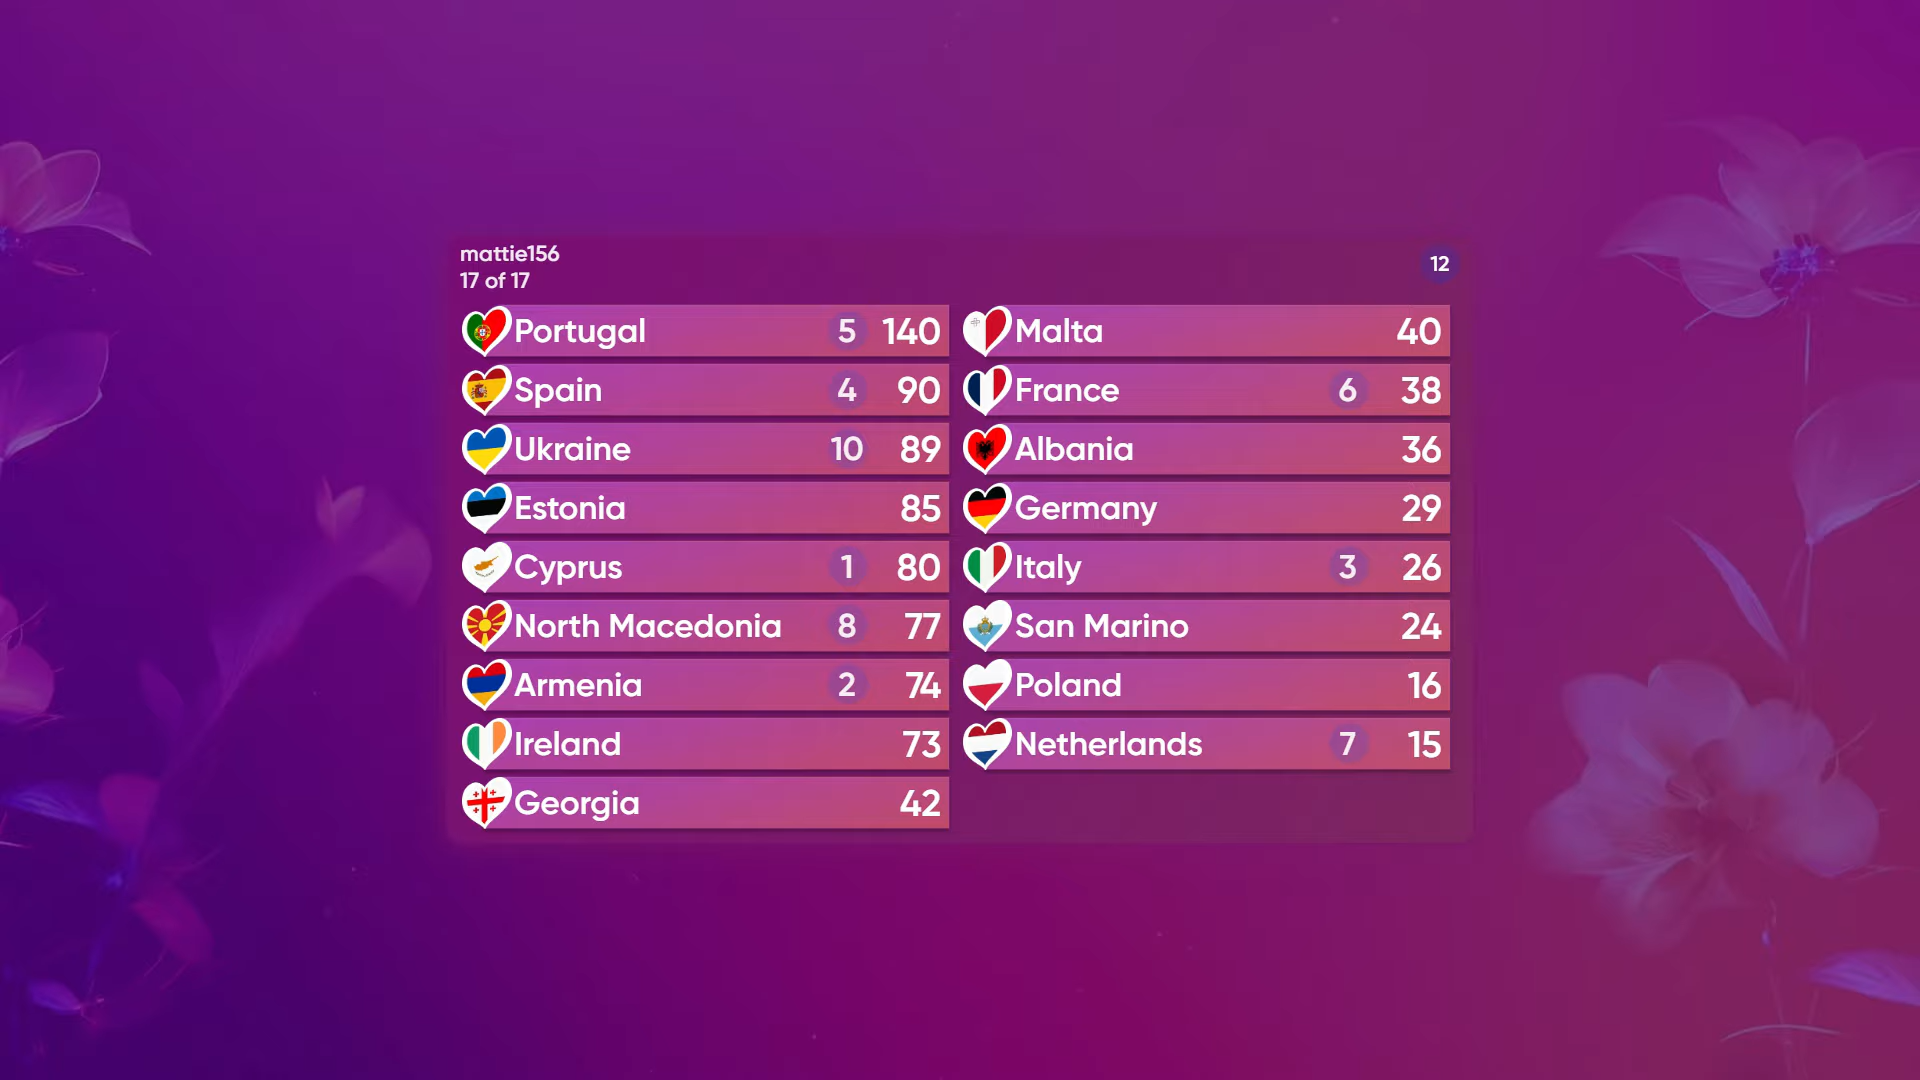 mattie156
17 of 17
12
Portugal 5 140
Spain 4 90
Ukraine 10 89
Estonia 85
Cyprus 1 80
North Macedonia 8 77
Armenia 2 74
Ireland 73
Georgia 42
Malta 40
France 6 38
Albania 36
Germany 29
Italy 3 26
San Marino 24
Poland 16
Netherlands 7 15